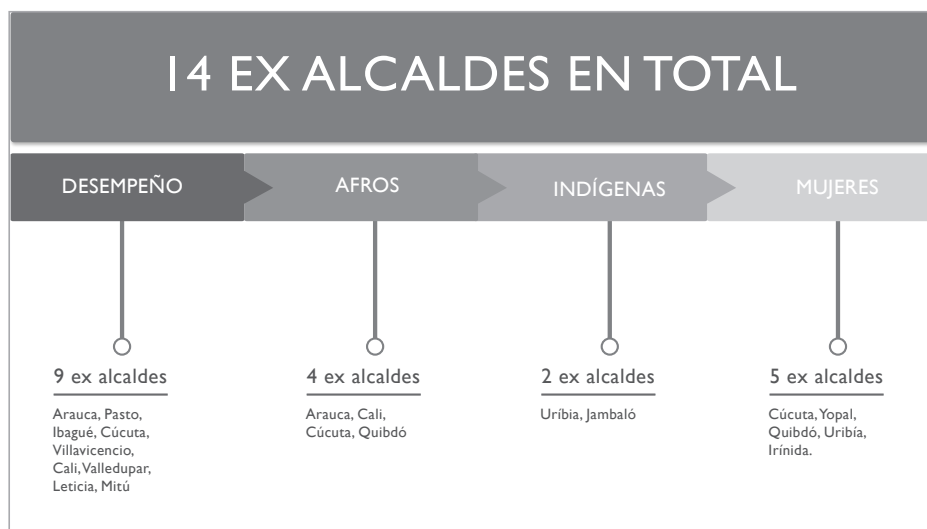 14 EX ALCALDES EN TOTAL
DESEMPEÑO
AFROS
INDÍGENAS
MUJERES
9 ex alcaldes
Arauca, Pasto,
Ibagué, Cúcuta,
Villavicencio,
Cali, Valledupar,
Leticia, Mitú
4 ex alcaldes
Arauca, Cali,
Cúcuta, Quibdó
2 ex alcaldes
Uríbia, Jambaló
5 ex alcaldes
Cúcuta, Yopal,
Quibdó, Uribía,
Irínida.